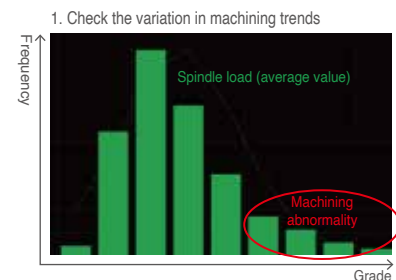 1. Check the variation in machining trends
Frequency
Spindle load (average value)
Machining
abnormality
Grade